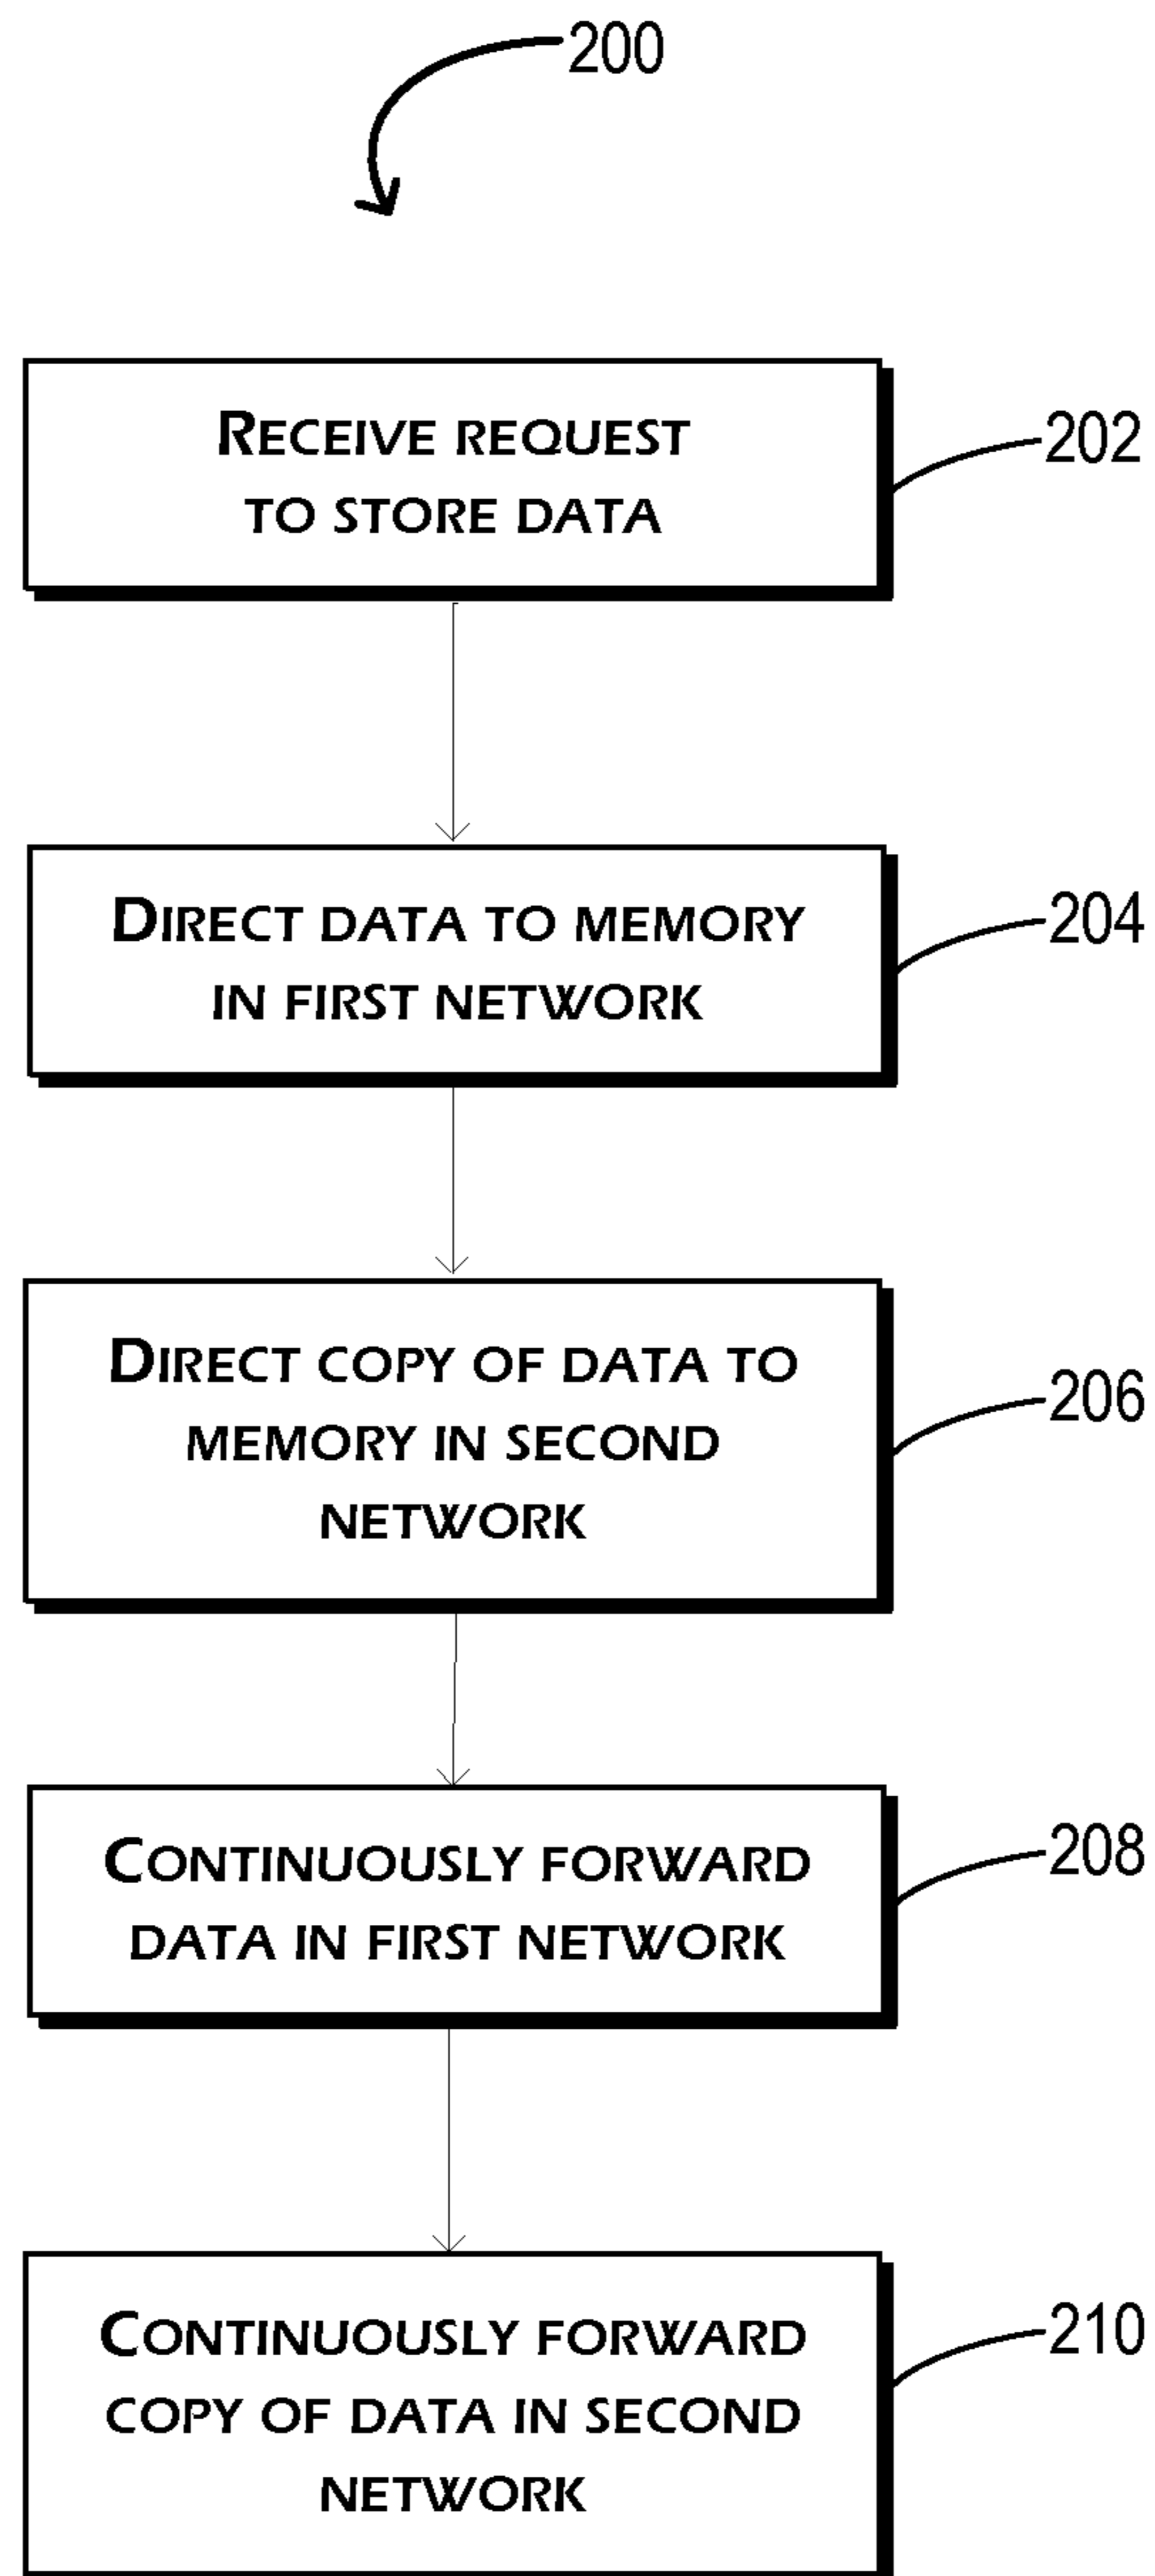 200
RECEIVE REQUEST
TO STORE DATA
202
DIRECT DATA TO MEMORY
IN FIRST NETWORK
204
DIRECT COPY OF DATA TO
MEMORY IN SECOND
NETWORK
206
CONTINUOUSLY FORWARD
DATA IN FIRST NETWORK
208
CONTINUOUSLY FORWARD
COPY OF DATA IN SECOND
NETWORK
210